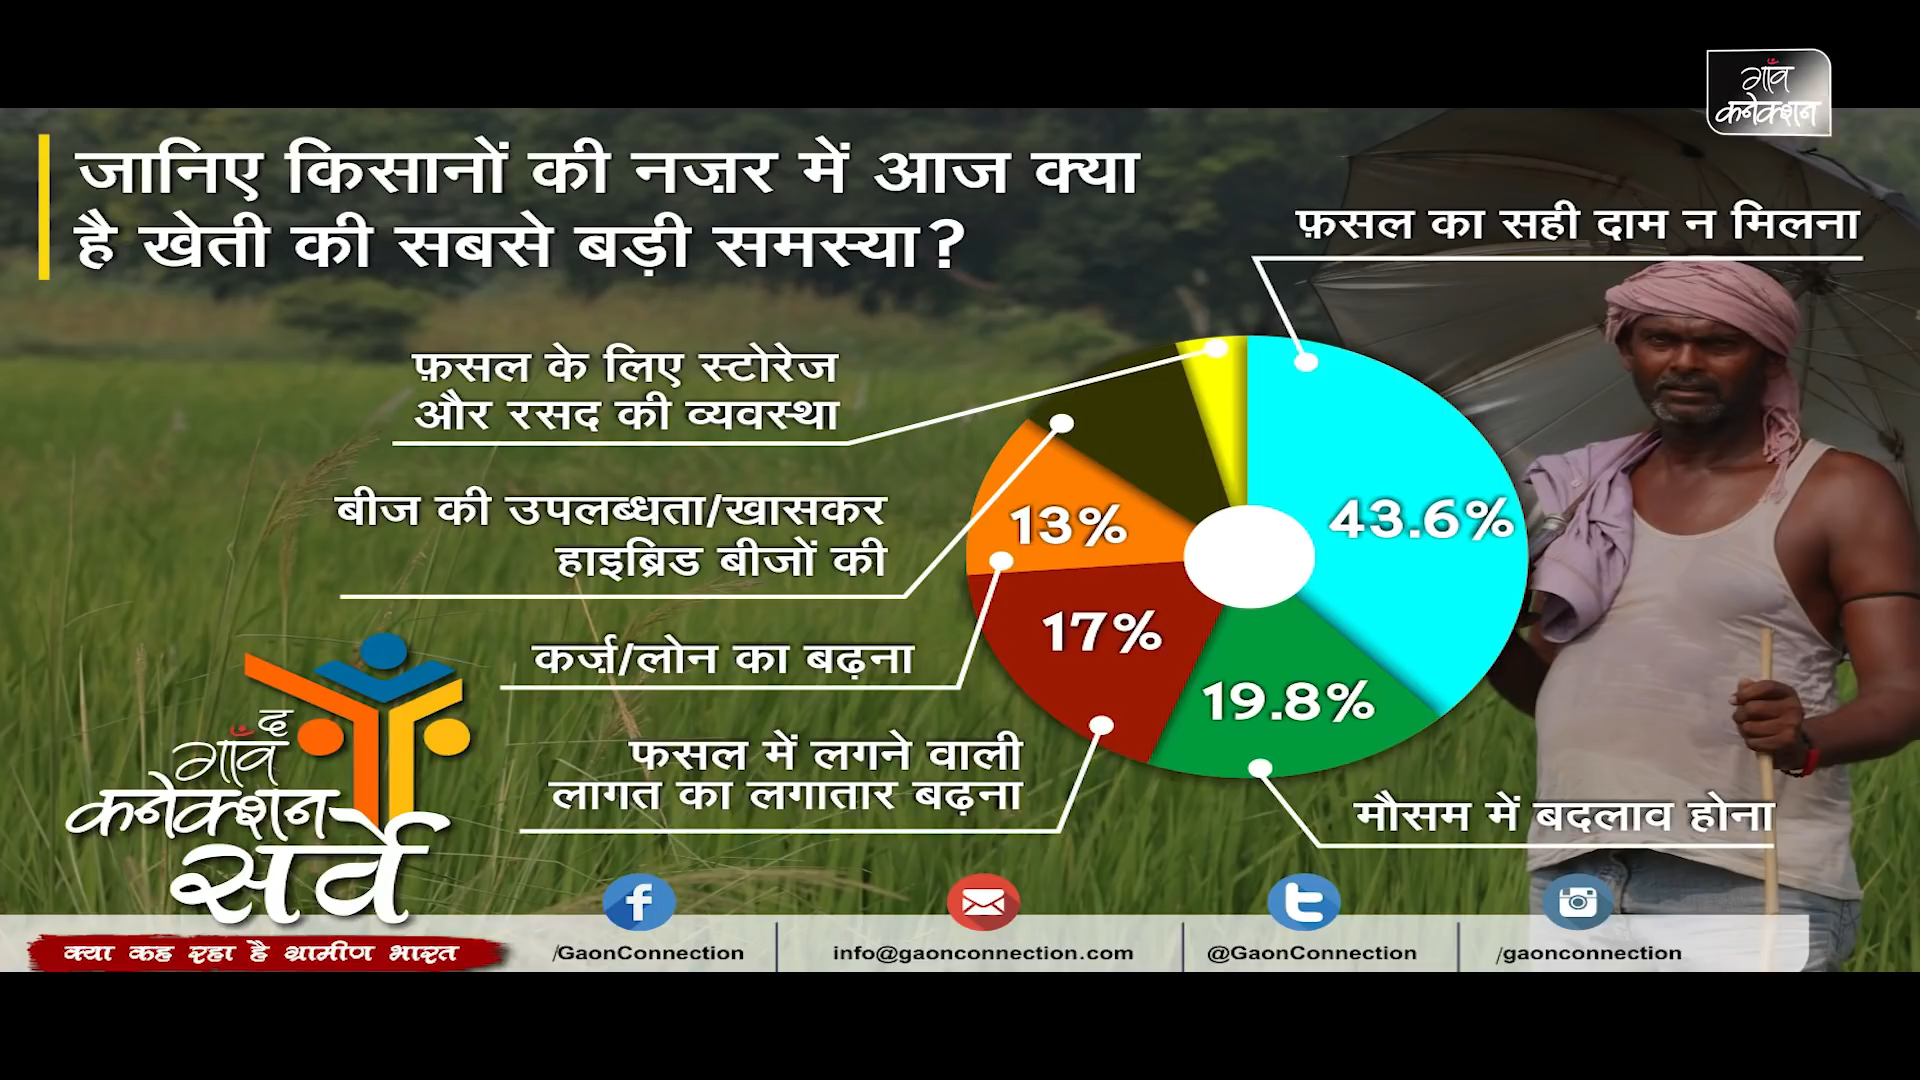 गाँव
कनेक्शन
जानिए किसानों की नज़र में आज क्या
है खेती की सबसे बड़ी समस्या?
फ़सल का सही दाम न मिलना
फ़सल के लिए स्टोरेज
और रसद की व्यवस्था
बीज की उपलब्धता/खासकर
हाइब्रिड बीजों की
13%
43.6%
कर्ज़/लोन का बढ़ना
17%
19.8%
फसल में लगने वाली
लागत का लगातार बढ़ना
मौसम में बदलाव होना
द
गाँव
कनेक्शन
सर्वे
क्या कह रहा है ग्रामीण भारत
/GaonConnection
info@gaonconnection.com
@GaonConnection
/gaonconnection